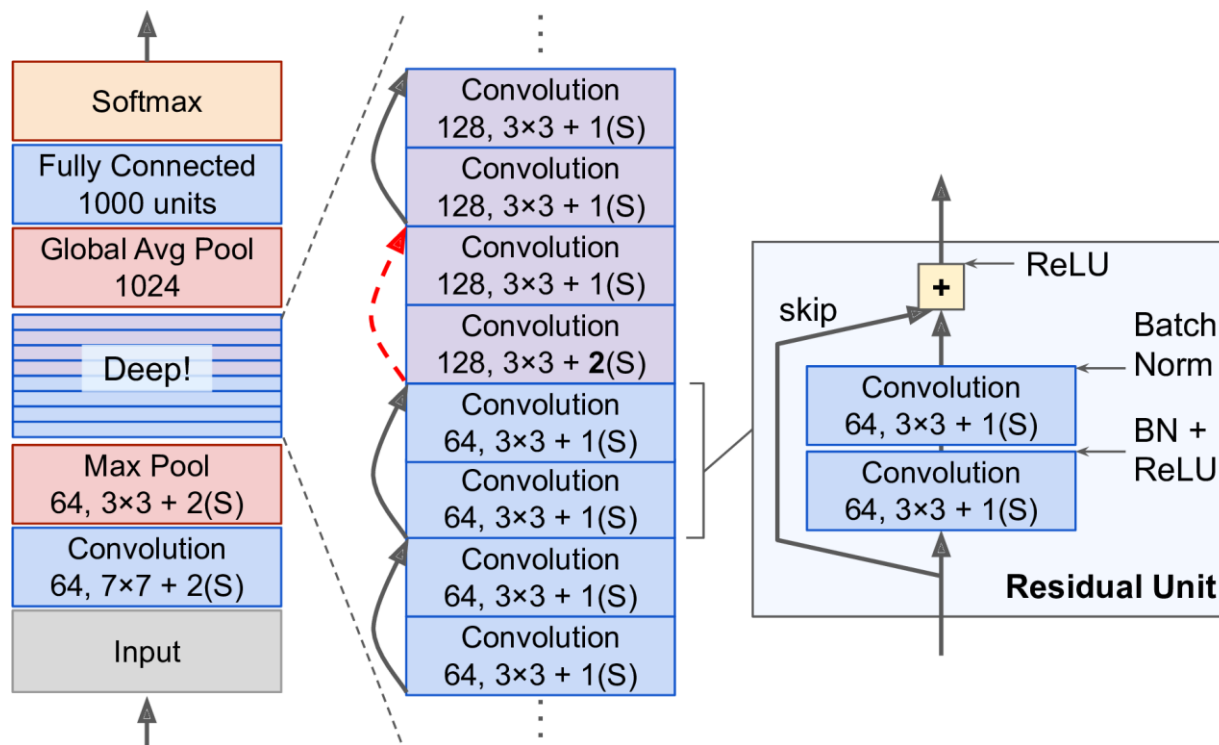 Softmax
Fully Connected
1000 units
Global Avg Pool
1024
Deep!
Max Pool
64, 3×3 + 2(S)
Convolution
64, 7×7 + 2(S)
Input
Convolution
128, 3×3 + 1(S)
Convolution
128, 3×3 + 1(S)
Convolution
128, 3×3 + 1(S)
Convolution
128, 3×3 + 2(S)
Convolution
64, 3×3 + 1(S)
Convolution
64, 3×3 + 1(S)
Convolution
64, 3×3 + 1(S)
Convolution
64, 3×3 + 1(S)
ReLU
+
skip
Batch
Norm
Convolution
64, 3×3 + 1(S)
BN +
ReLU
Convolution
64, 3×3 + 1(S)
Residual Unit